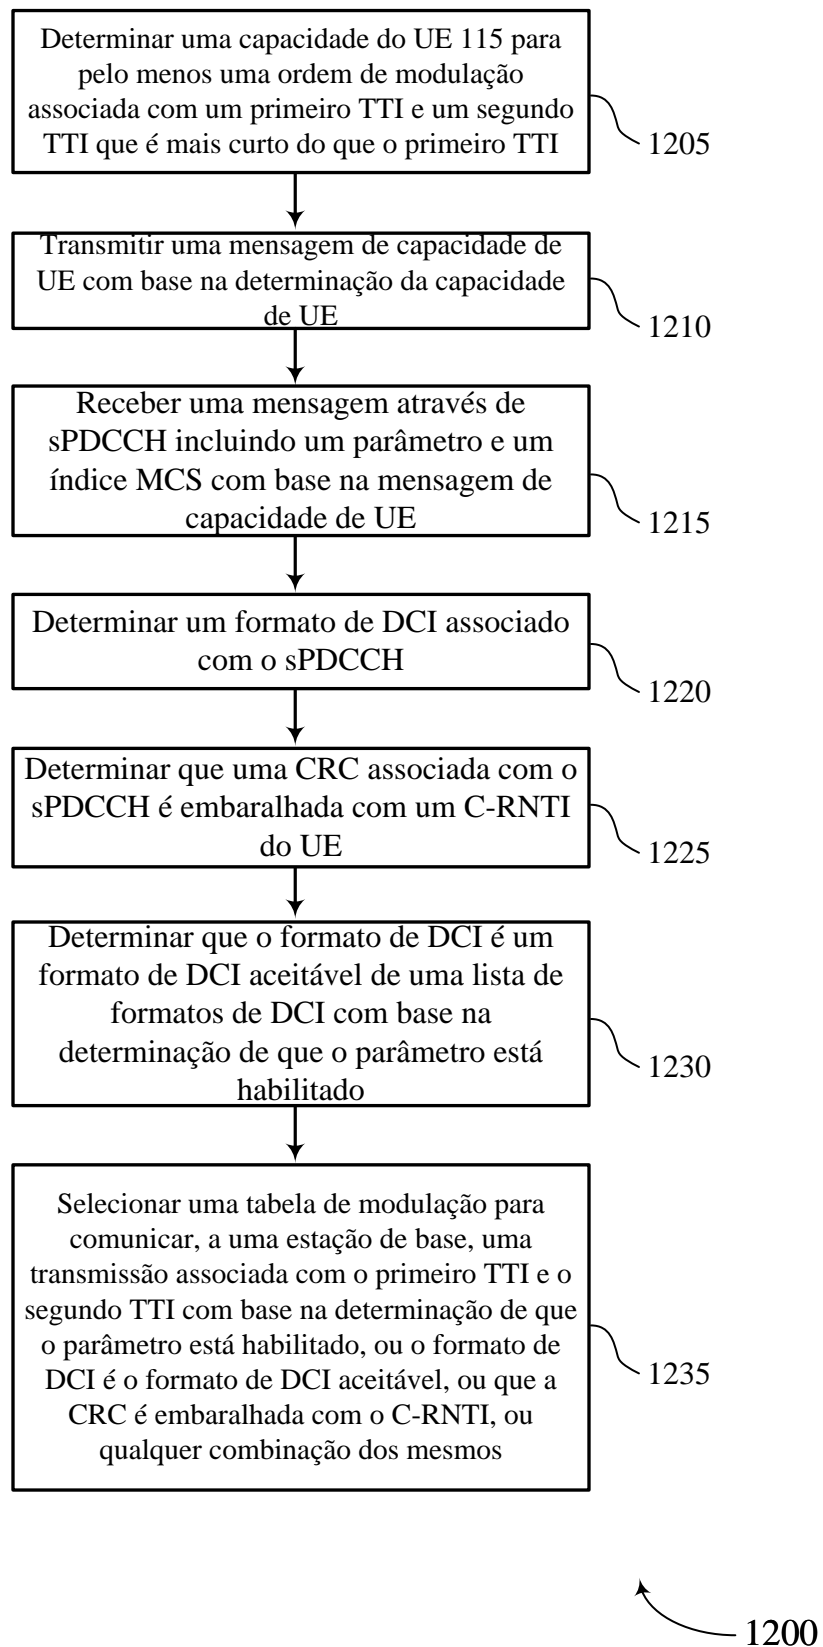 Determinar uma capacidade do UE 115 para
pelo menos uma ordem de modulação
associada com um primeiro TTI e um segundo
TTI que é mais curto do que o primeiro TTI
1205
Transmitir uma mensagem de capacidade de
UE com base na determinação da capacidade
de UE
1210
Receber uma mensagem através de
sPDCCH incluindo um parâmetro e um
índice MCS com base na mensagem de
capacidade de UE
1215
Determinar um formato de DCI associado
com o sPDCCH
1220
Determinar que uma CRC associada com o
sPDCCH é embaralhada com um C-RNTI
do UE
1225
Determinar que o formato de DCI é um
formato de DCI aceitável de uma lista de
formatos de DCI com base na
determinação de que o parâmetro está
habilitado
1230
Selecionar uma tabela de modulação para
comunicar, a uma estação de base, uma
transmissão associada com o primeiro TTI e o
segundo TTI com base na determinação de que
o parâmetro está habilitado, ou o formato de
DCI é o formato de DCI aceitável, ou que a
CRC é embaralhada com o C-RNTI, ou
qualquer combinação dos mesmos
1235
1200